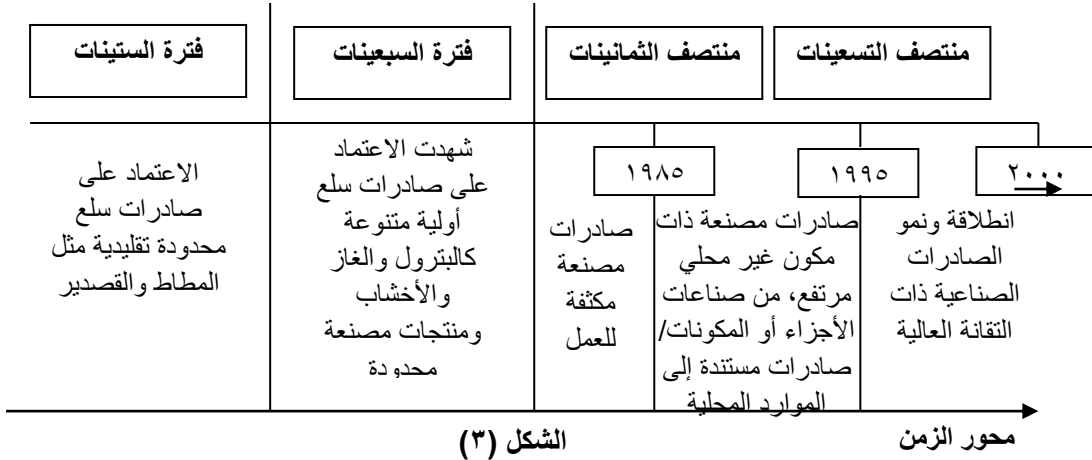 فترة الستينات
فترة السبعينات
منتصف الثمانينات
منتصف التسعينات
١٩٨٥
١٩٩٥
٢٠٠٠
الاعتماد على
صادرات سلع
محدودة تقليدية مثل
المطاط والقصدير
شهدت الاعتماد
على صادرات سلع
أولية متنوعة
كالبترول والغاز
والأخشاب
ومنتجات مصنعة
محدودة
صادرات
مصنعة
مكثفة
للعمل
صادرات مصنعة ذات
مكون غير محلي
مرتفع، من صناعات
الأجزاء أو المكونات/
صادرات مستندة إلى
الموارد المحلية
انطلاقة ونمو
الصادرات
الصناعية ذات
التقانة العالية
محور الزمن
الشكل (٣)